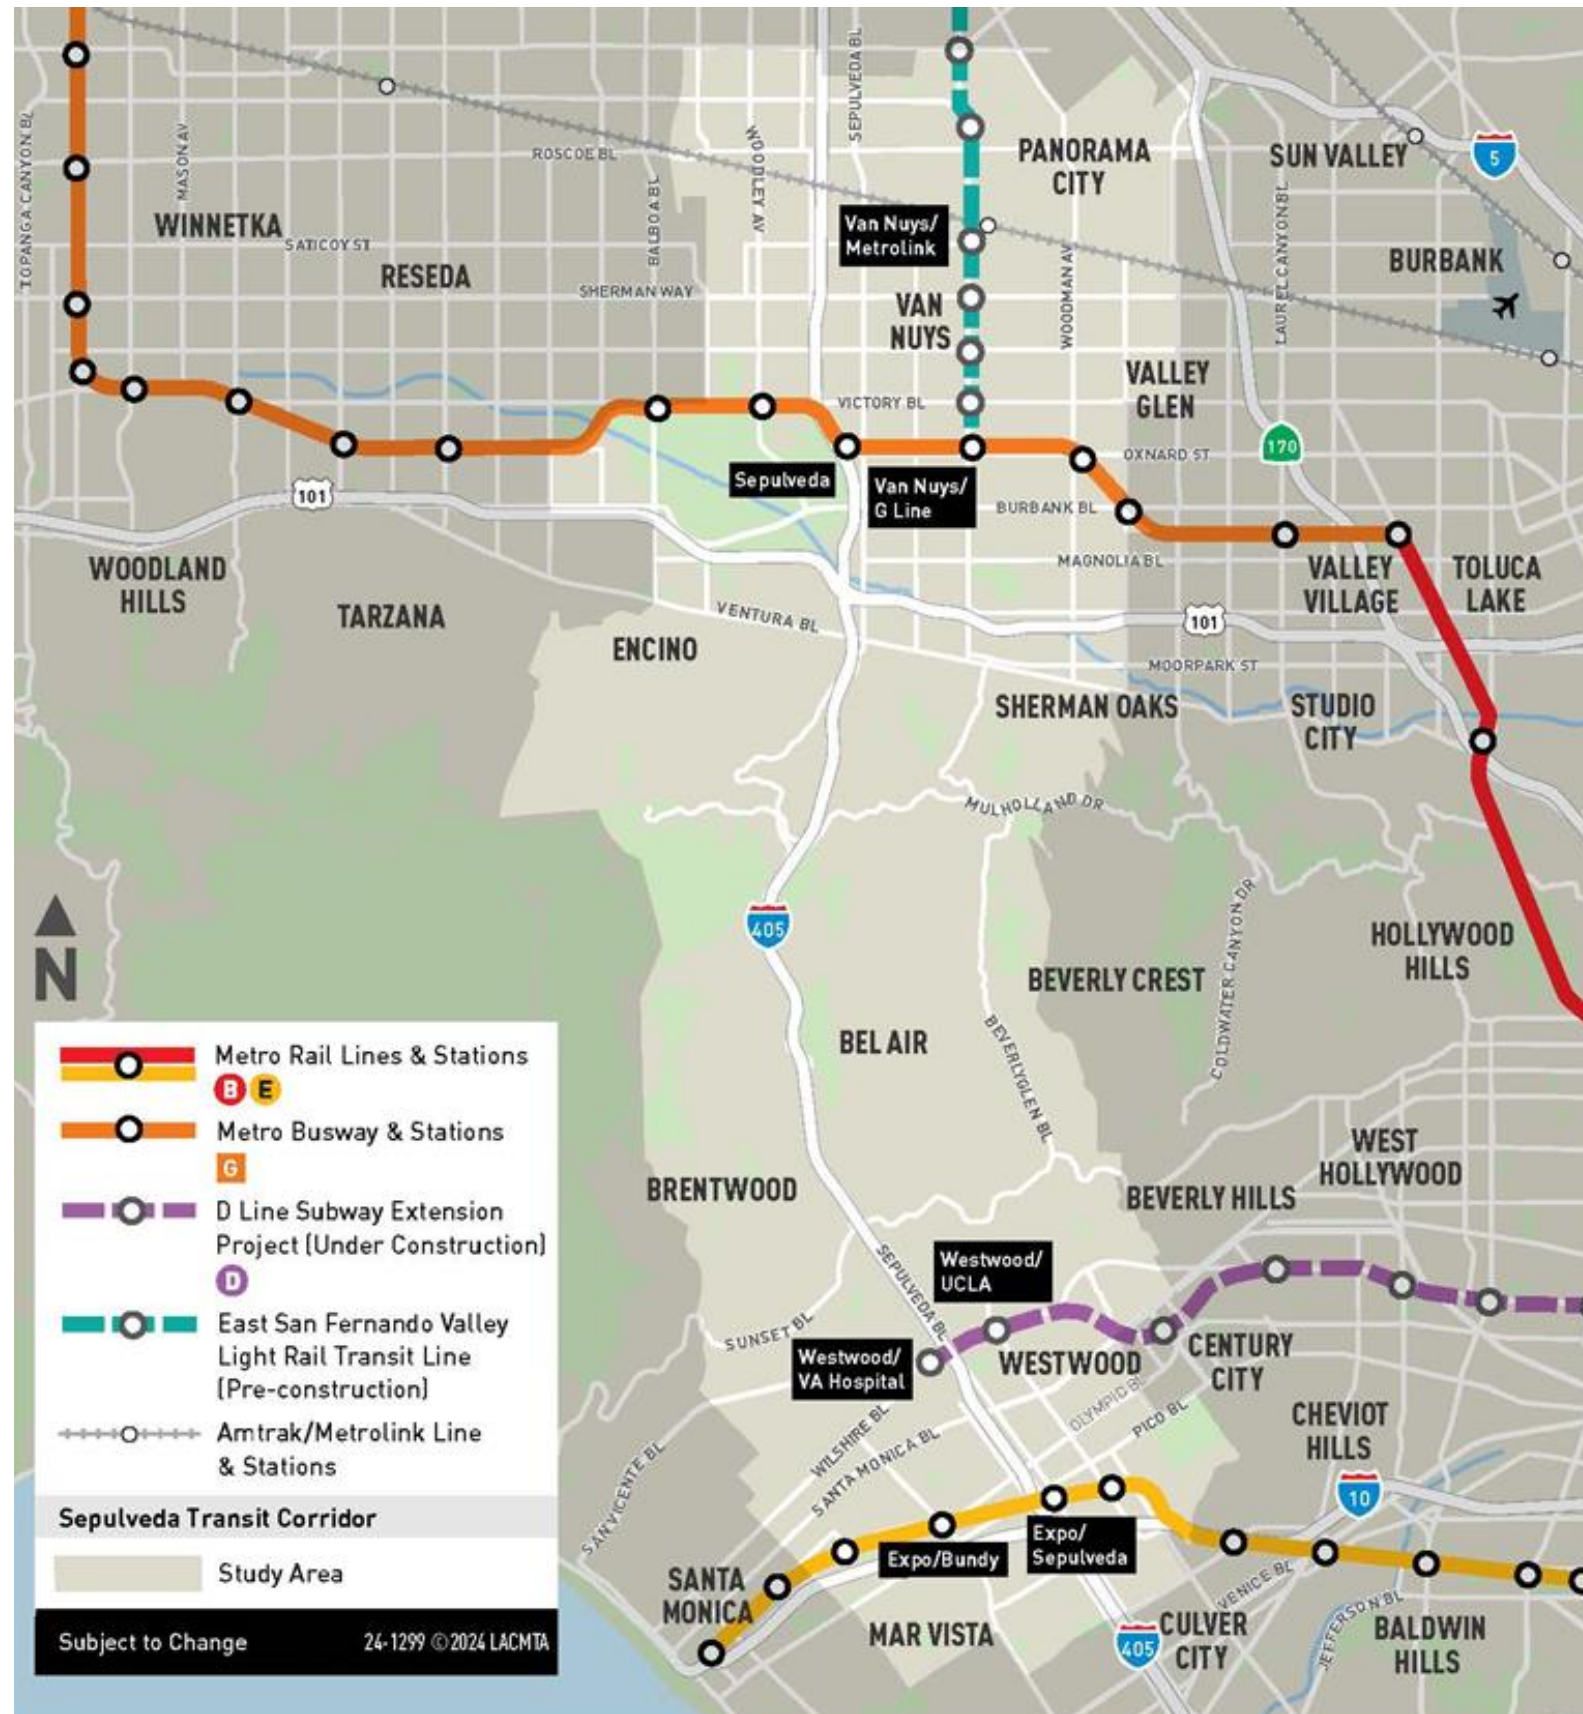 SEPULVEDA BL
TOPANGA CANYON BL
MASON AV
ROSCOE BL
WOODLEY AV
PANORAMA
CITY
SUN VALLEY
5
WINNETKA
SATICOY ST
RESEDA
BALBOA BL
SHERMAN WAY
Van Nuys/
Metrolink
VAN
NUYS
WOODMAN AV
LAUREL CANYON BL
BURBANK
VALLEY
GLEN
VICTORY BL
OXNARD ST
170
Sepulveda
Van Nuys/
G Line
101
BURBANK BL
MAGNOLIA BL
WOODLAND
HILLS
TARZANA
VENTURA BL
ENCINO
101
VALLEY
VILLAGE
TOLUCA
LAKE
MOORPARK ST
SHERMAN OAKS
STUDIO
CITY
MULHOLLAND DR
405
COLDWATER CANYON DR
HOLLYWOOD
HILLS
BEVERLY CREST
BEL AIR
BEVERLYGLEN BL
BRENTWOOD
WEST
HOLLYWOOD
BEVERLY HILLS
SEPULVEDA BL
Westwood/
UCLA
SUNSET BL
Westwood/
VA Hospital
WESTWOOD
CENTURY
CITY
OLYMPIC BL
PICO BL
WILSHIRE BL
SANTA MONICA BL
SAN VICENTE BL
CHEVIOT
HILLS
10
Expo/Bundy
Expo/
Sepulveda
SANTA
MONICA
MAR VISTA
VENICE BL
JEFFERSON BL
405
CULVER
CITY
BALDWIN
HILLS
N
Metro Rail Lines & Stations
B E
Metro Busway & Stations
G
D Line Subway Extension
Project (Under Construction)
D
East San Fernando Valley
Light Rail Transit Line
(Pre-construction)
Amtrak/Metrolink Line
& Stations
Sepulveda Transit Corridor
Study Area
Subject to Change 24-1299 ©2024 LACMTA